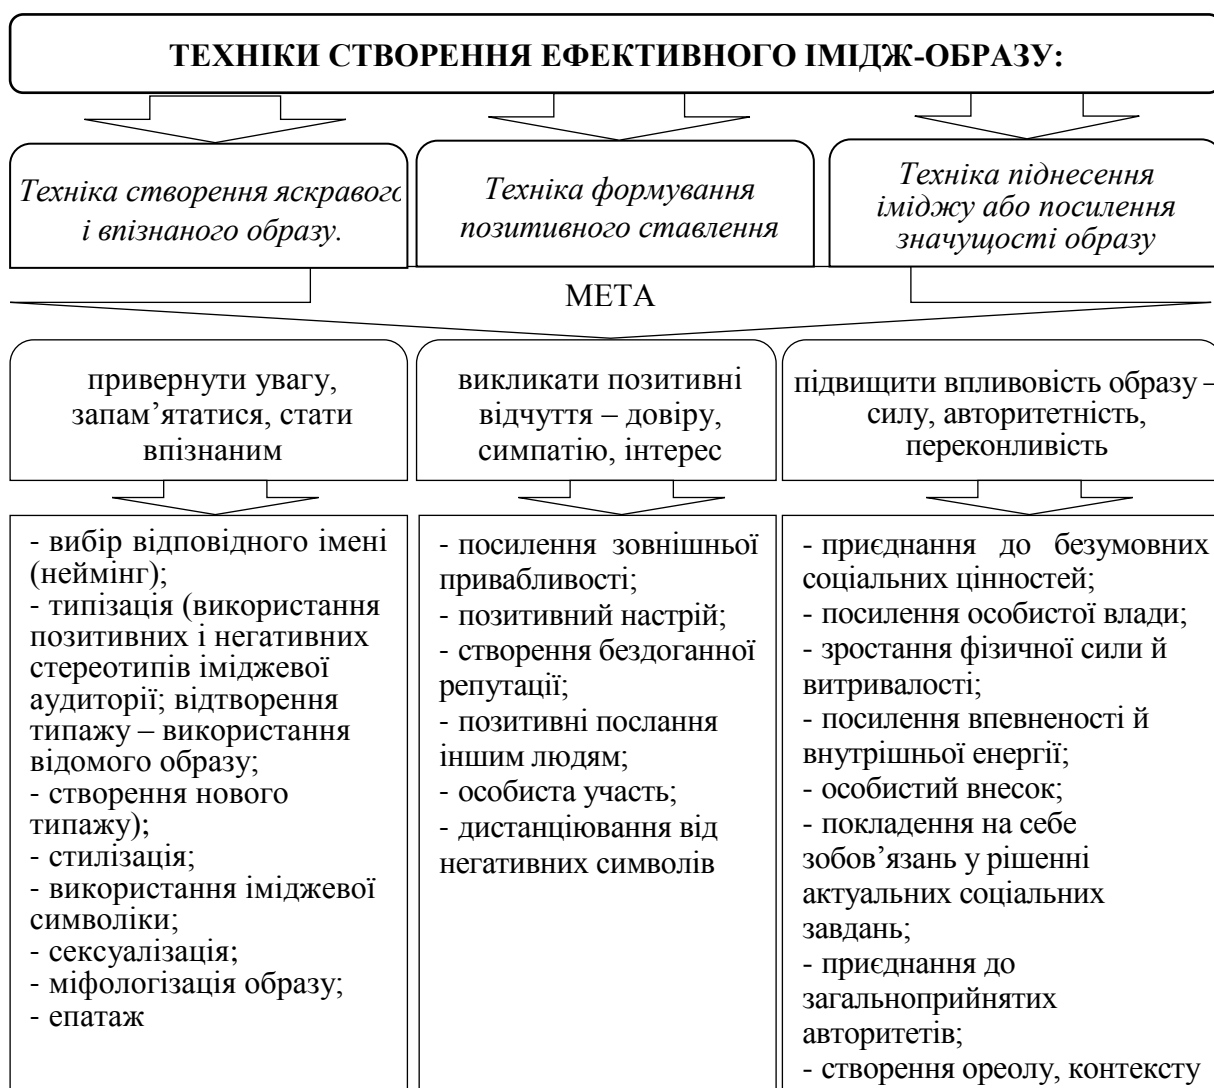 ТЕХНІКИ СТВОРЕННЯ ЕФЕКТИВНОГО ІМІДЖ-ОБРАЗУ:
Техніка створення яскравого
і впізнаного образу.
Техніка формування
позитивного ставлення
Техніка піднесення
іміджу або посилення
значущості образу
МЕТА
привернути увагу,
запам’ятатися, стати
впізнаним
викликати позитивні
відчуття – довіру,
симпатію, інтерес
підвищити впливовість образу –
силу, авторитетність,
переконливість
- вибір відповідного імені
(неймінг);
- типізація (використання
позитивних і негативних
стереотипів іміджевої
аудиторії; відтворення
типажу – використання
відомого образу;
- створення нового
типажу);
- стилізація;
- використання іміджевої
символіки;
- сексуалізація;
- міфологізація образу;
- епатаж
- посилення зовнішньої
привабливості;
- позитивний настрій;
- створення бездоганної
репутації;
- позитивні послання
іншим людям;
- особиста участь;
- дистанціювання від
негативних символів
- приєднання до безумовних
соціальних цінностей;
- посилення особистої влади;
- зростання фізичної сили й
витривалості;
- посилення впевненості й
внутрішньої енергії;
- особистий внесок;
- покладення на себе
зобов’язань у рішенні
актуальних соціальних
завдань;
- приєднання до
загальноприйнятих
авторитетів;
- створення ореолу, контексту